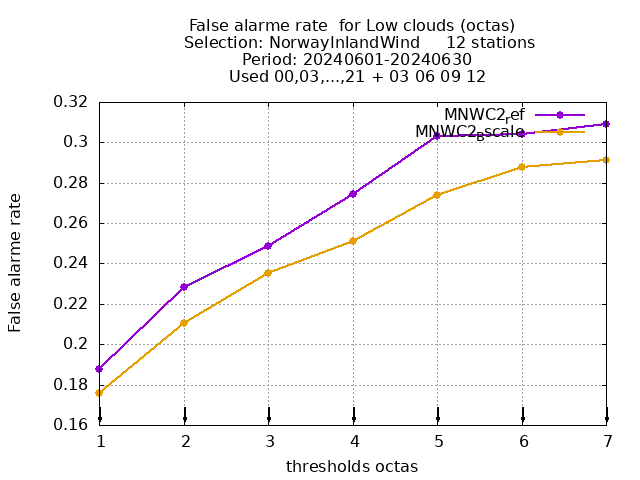 False alarme rate  for Low clouds (octas)
Selection: NorwayInlandWind     12 stations
Period: 20240601-20240630
Used 00,03,...,21 + 03 06 09 12
MNWC2ref
MNWC2Bscale
False alarme rate
0.32
0.3
0.28
0.26
0.24
0.22
0.2
0.18
0.16
1 2 3 4 5 6 7
thresholds octas